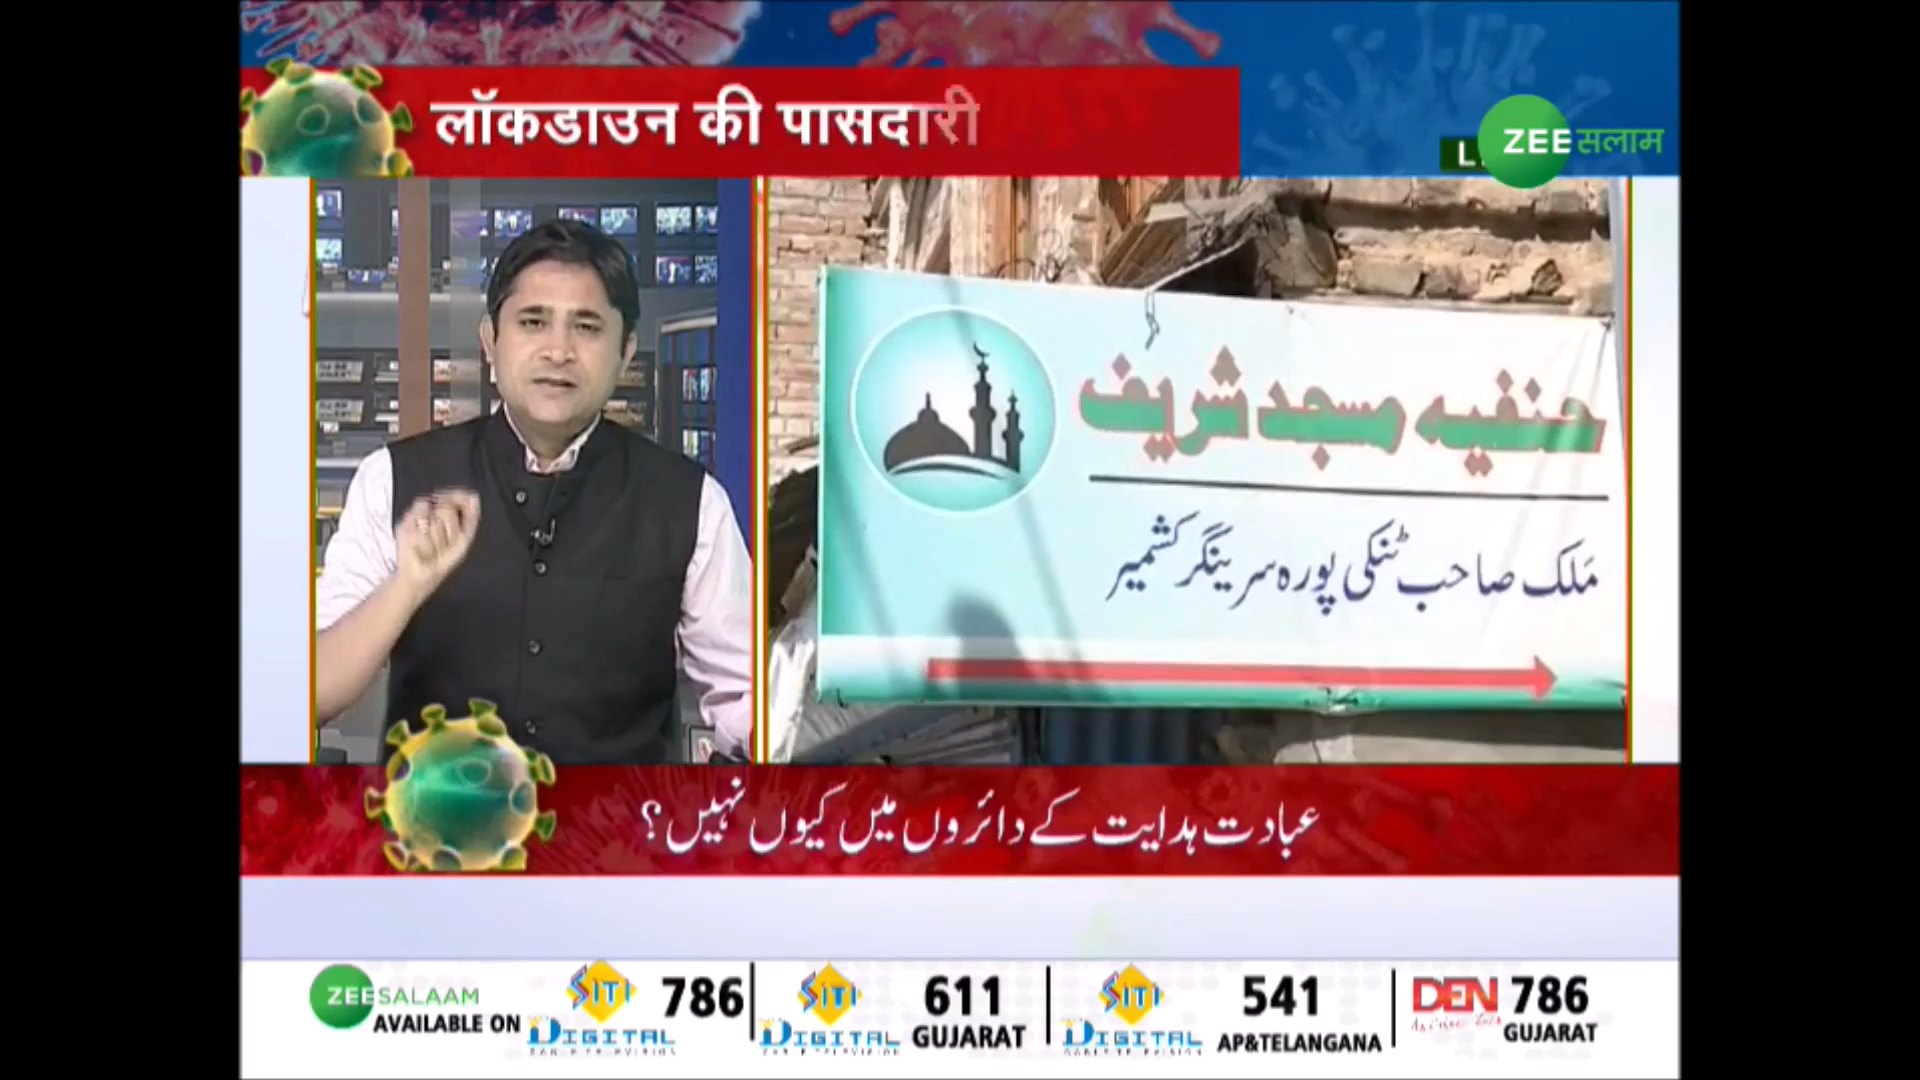 लॉकडाउन की पासदारी
ZEE सलाम
حنفیہ مسجد شریف
ملک صاحب ٹنکی پورہ سرینگر کشمیر
عبادت ہدایت کے دائروں میں کیوں نہیں؟
ZEE SALAAM
AVAILABLE ON
SITI
DIGITAL
786
SITI
DIGITAL
611
GUJARAT
SITI
DIGITAL
541
AP&TELANGANA
DEN
786
GUJARAT